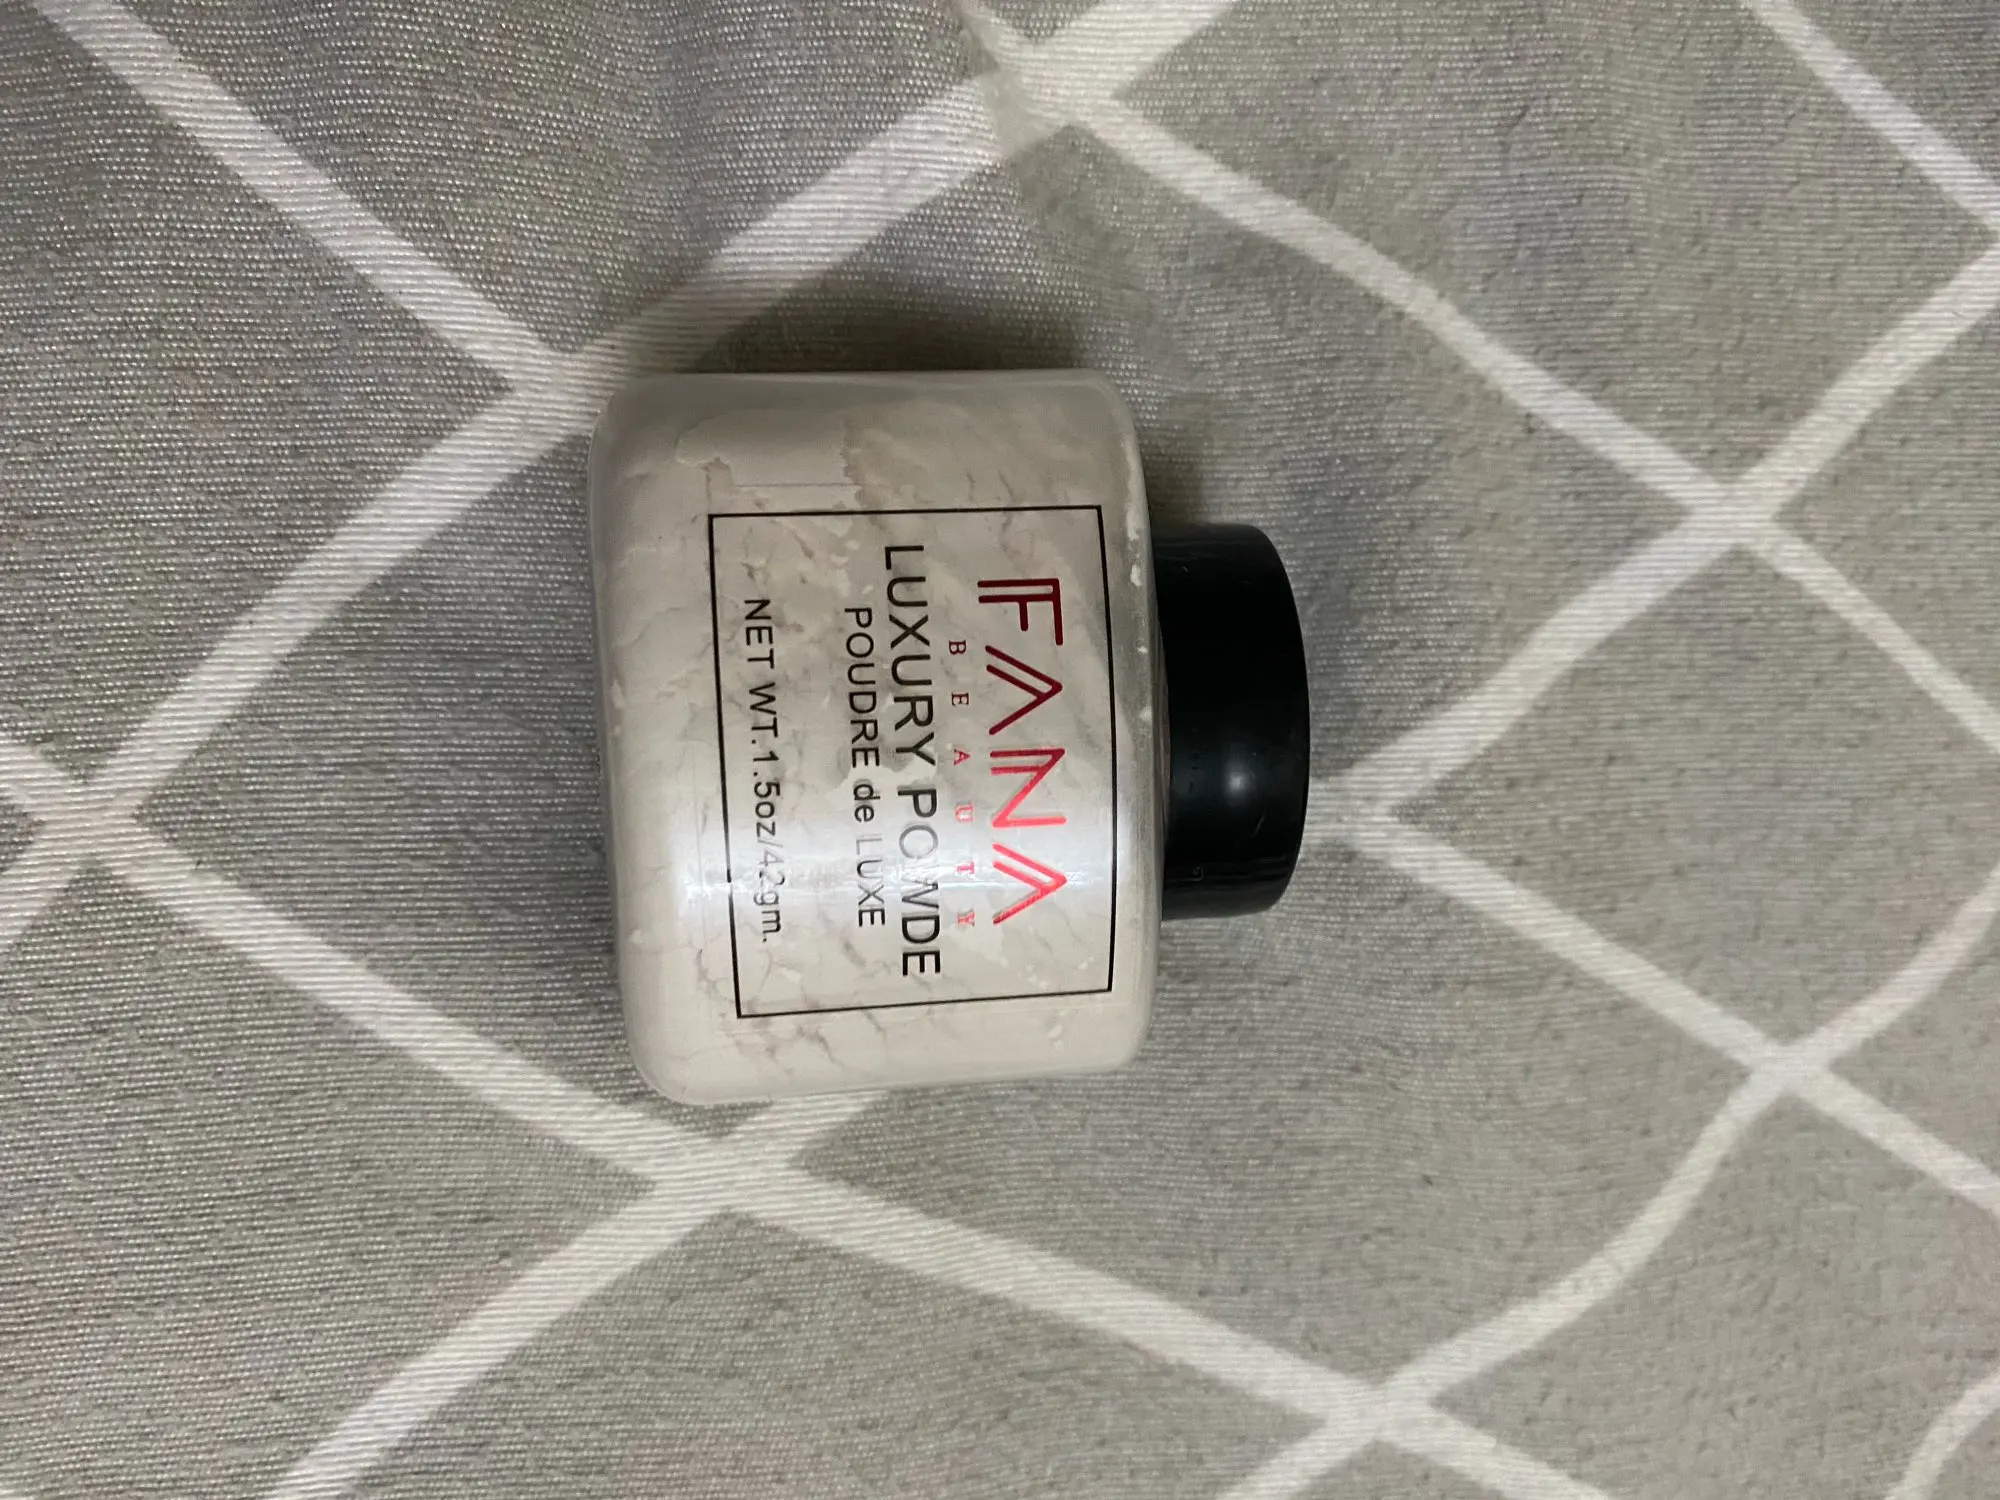 FANA
BEAUTY
LUXURY POWDE
POUDRE de LUXE
NET WT.1.5oz/42gm.